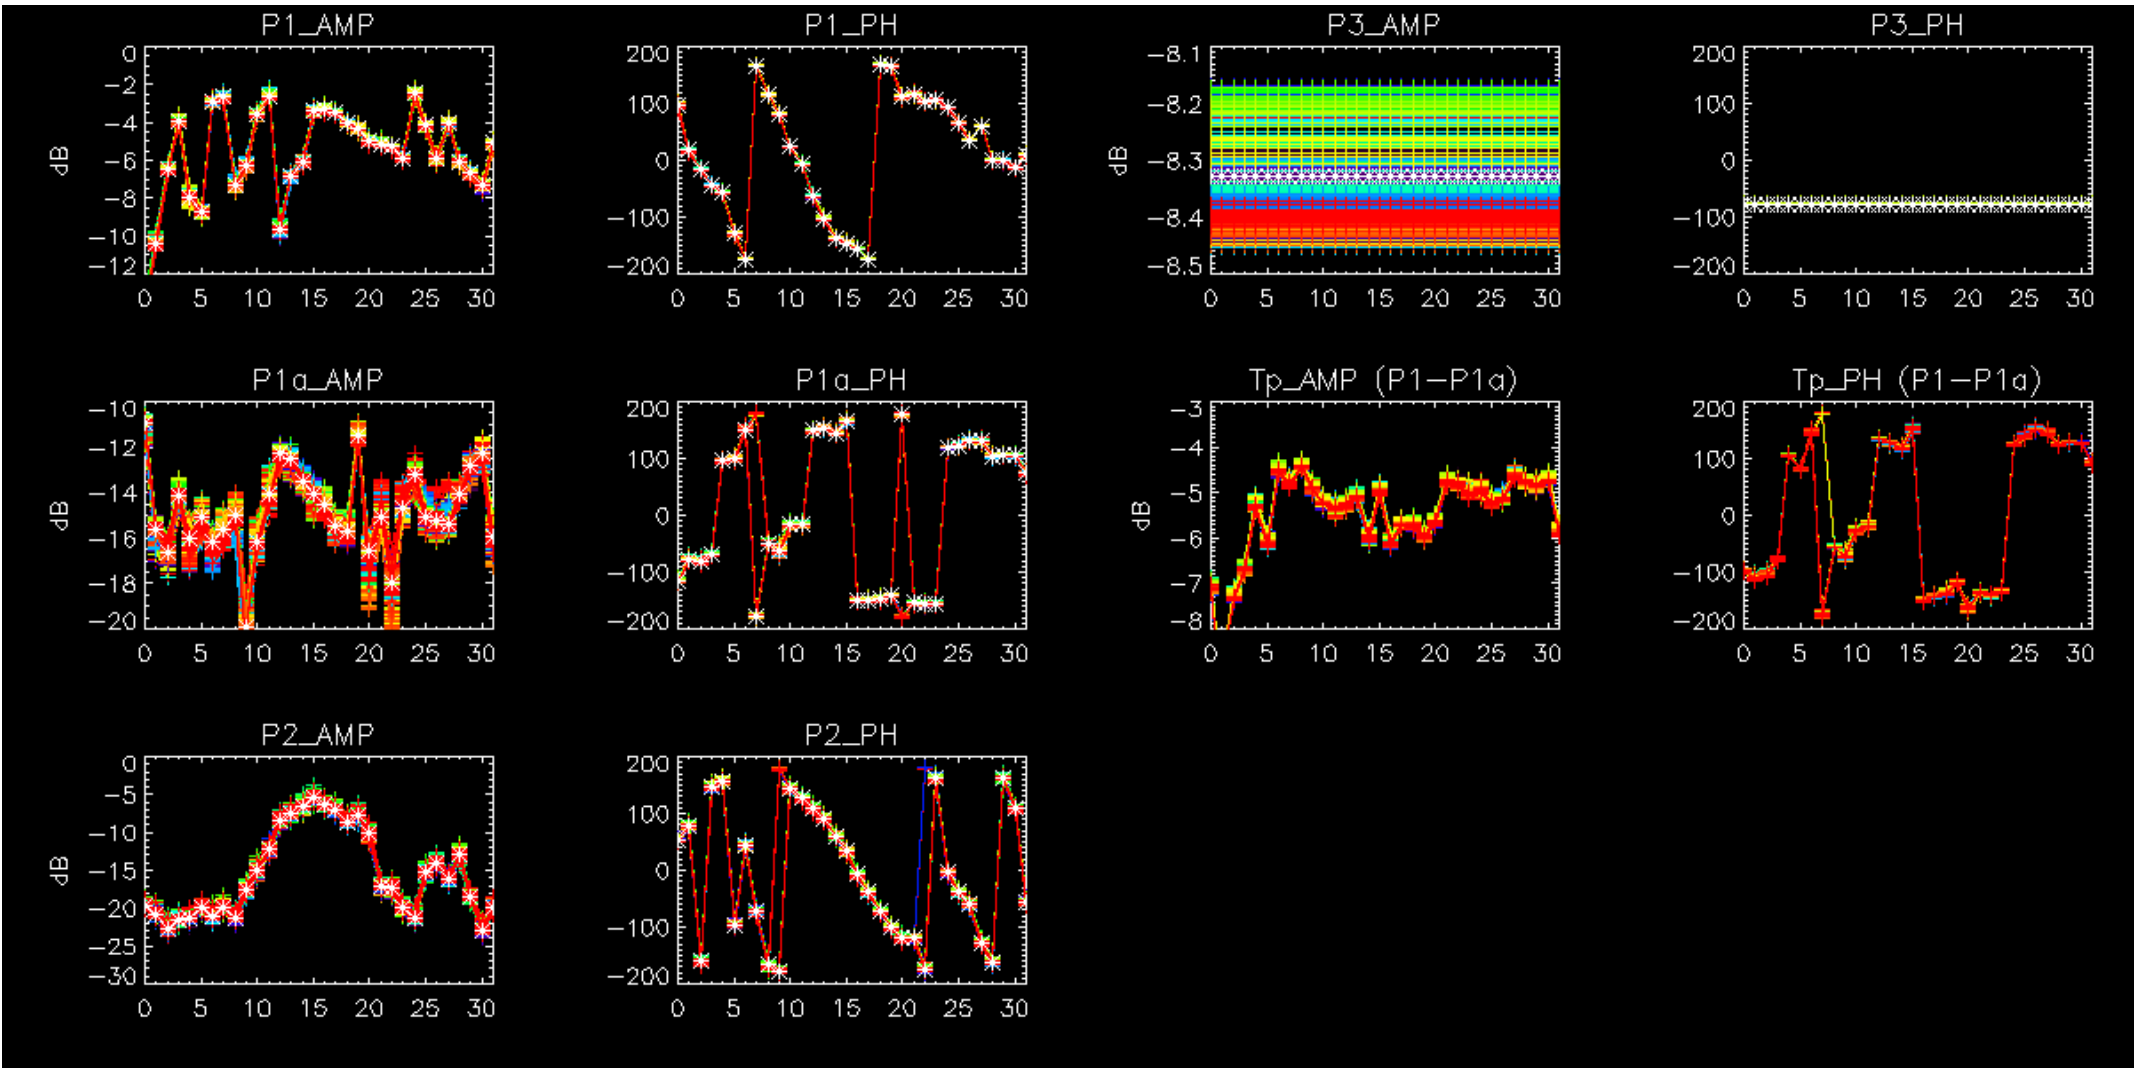 P1_AMP
P1_PH
P3_AMP
P3_PH
0
-2
-4
-6
-8
-10
-12
dB
0 5 10 15 20 25 30
200
100
0
-100
-200
0 5 10 15 20 25 30
-8.1
-8.2
-8.3
-8.4
-8.5
dB
0 5 10 15 20 25 30
200
100
0
-100
-200
0 5 10 15 20 25 30
P1a_AMP
P1a_PH
Tp_AMP (P1-P1a)
Tp_PH (P1-P1a)
-10
-12
-14
-16
-18
-20
dB
0 5 10 15 20 25 30
200
100
0
-100
-200
0 5 10 15 20 25 30
-3
-4
-5
-6
-7
-8
dB
0 5 10 15 20 25 30
200
100
0
-100
-200
0 5 10 15 20 25 30
P2_AMP
P2_PH
0
-5
-10
-15
-20
-25
-30
dB
0 5 10 15 20 25 30
200
100
0
-100
-200
0 5 10 15 20 25 30